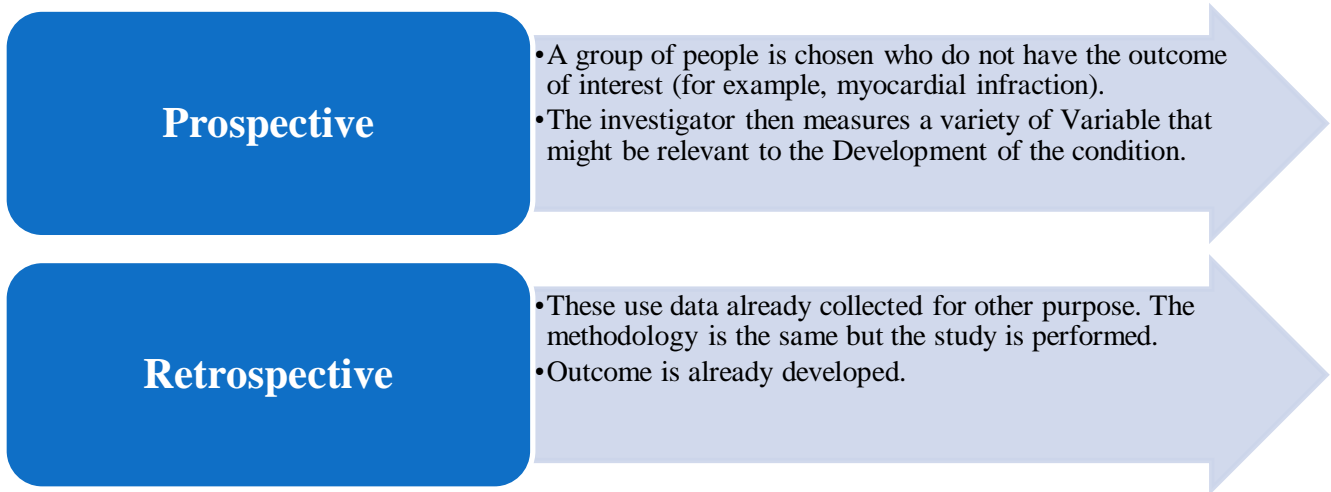 Prospective
•A group of people is chosen who do not have the outcome
of interest (for example, myocardial infraction).
•The investigator then measures a variety of Variable that
might be relevant to the Development of the condition.
Retrospective
•These use data already collected for other purpose. The
methodology is the same but the study is performed.
•Outcome is already developed.